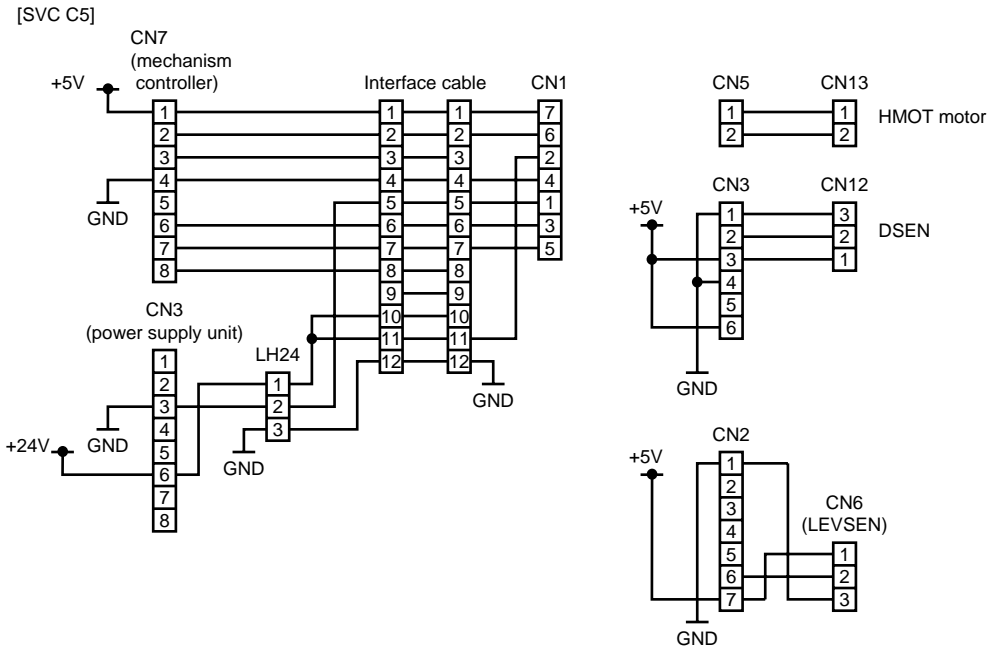 [SVC C5]
CN7
(mechanism
controller)
+5V
Interface cable
CN1
1 1 1 7
2 2 2 6
3 3 3 2
4 4 4 4
5 5 5 1
6 6 6 3
7 7 7 5
8 8 8
9 9
10 10
11 11
12 12
GND
GND
CN3
(power supply unit)
1
2
3
4
5
6
7
8
LH24
1
2
3
GND
GND
+24V
CN5 CN13
1 1
2 2
HMOT motor
CN3 CN12
+5V
1 3
2 2
3 1
4
5
6
DSEN
GND
CN2
+5V
1
2
3
4
5
6
7
CN6
(LEVSEN)
1
2
3
GND